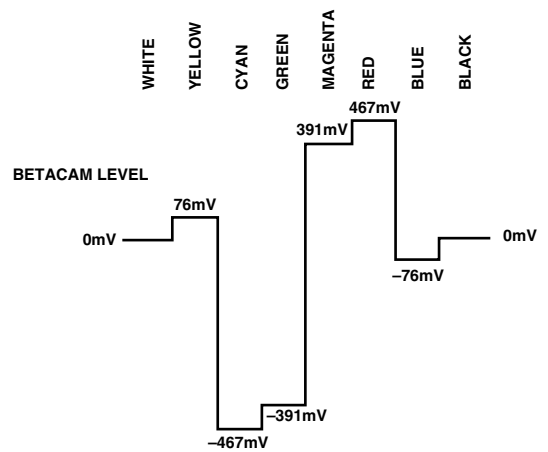 WHITE
YELLOW
CYAN
GREEN
MAGENTA
RED
BLUE
BLACK
467mV
391mV
BETACAM LEVEL
76mV
0mV
0mV
–76mV
–391mV
–467mV